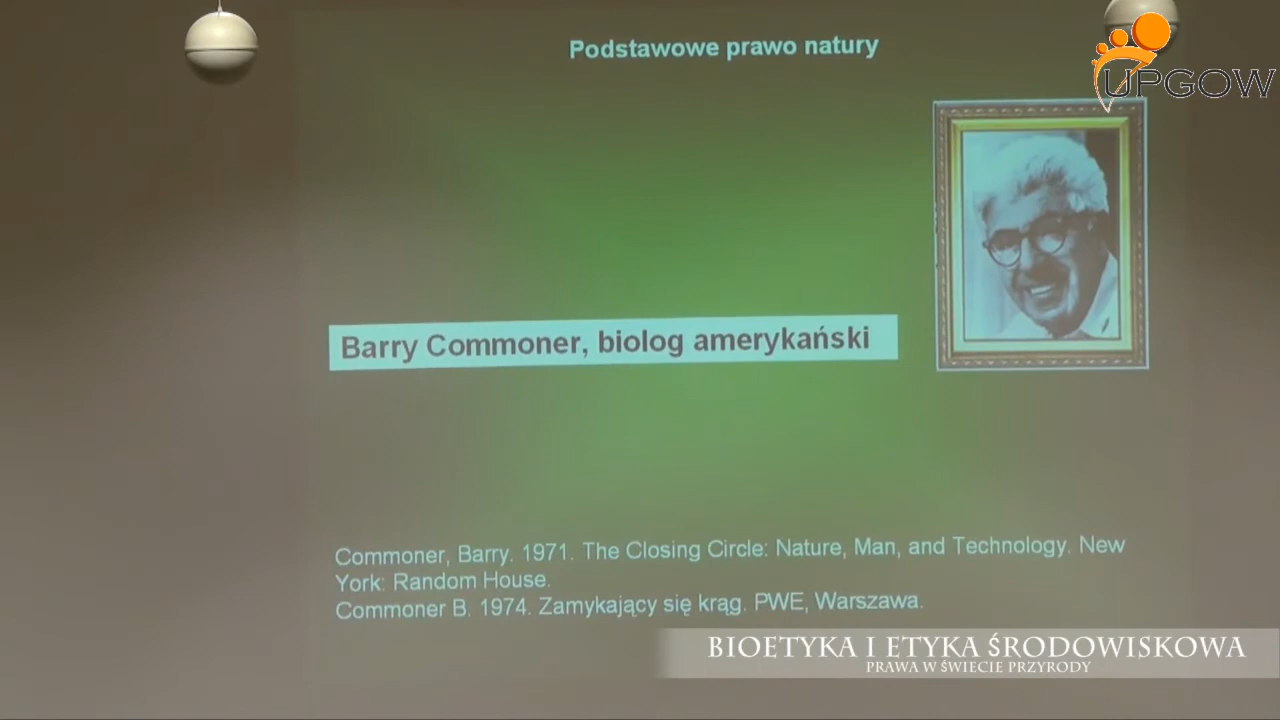 Podstawowe prawo natury
UPGOW
Barry Commoner, biolog amerykański
Commoner, Barry. 1971. The Closing Circle: Nature, Man, and Technology. New
York: Random House.
Commoner B. 1974. Zamykający się krąg. PWE, Warszawa.
BIOETYKA I ETYKA ŚRODOWISKOWA
PRAWA W ŚWIECIE PRZYRODY